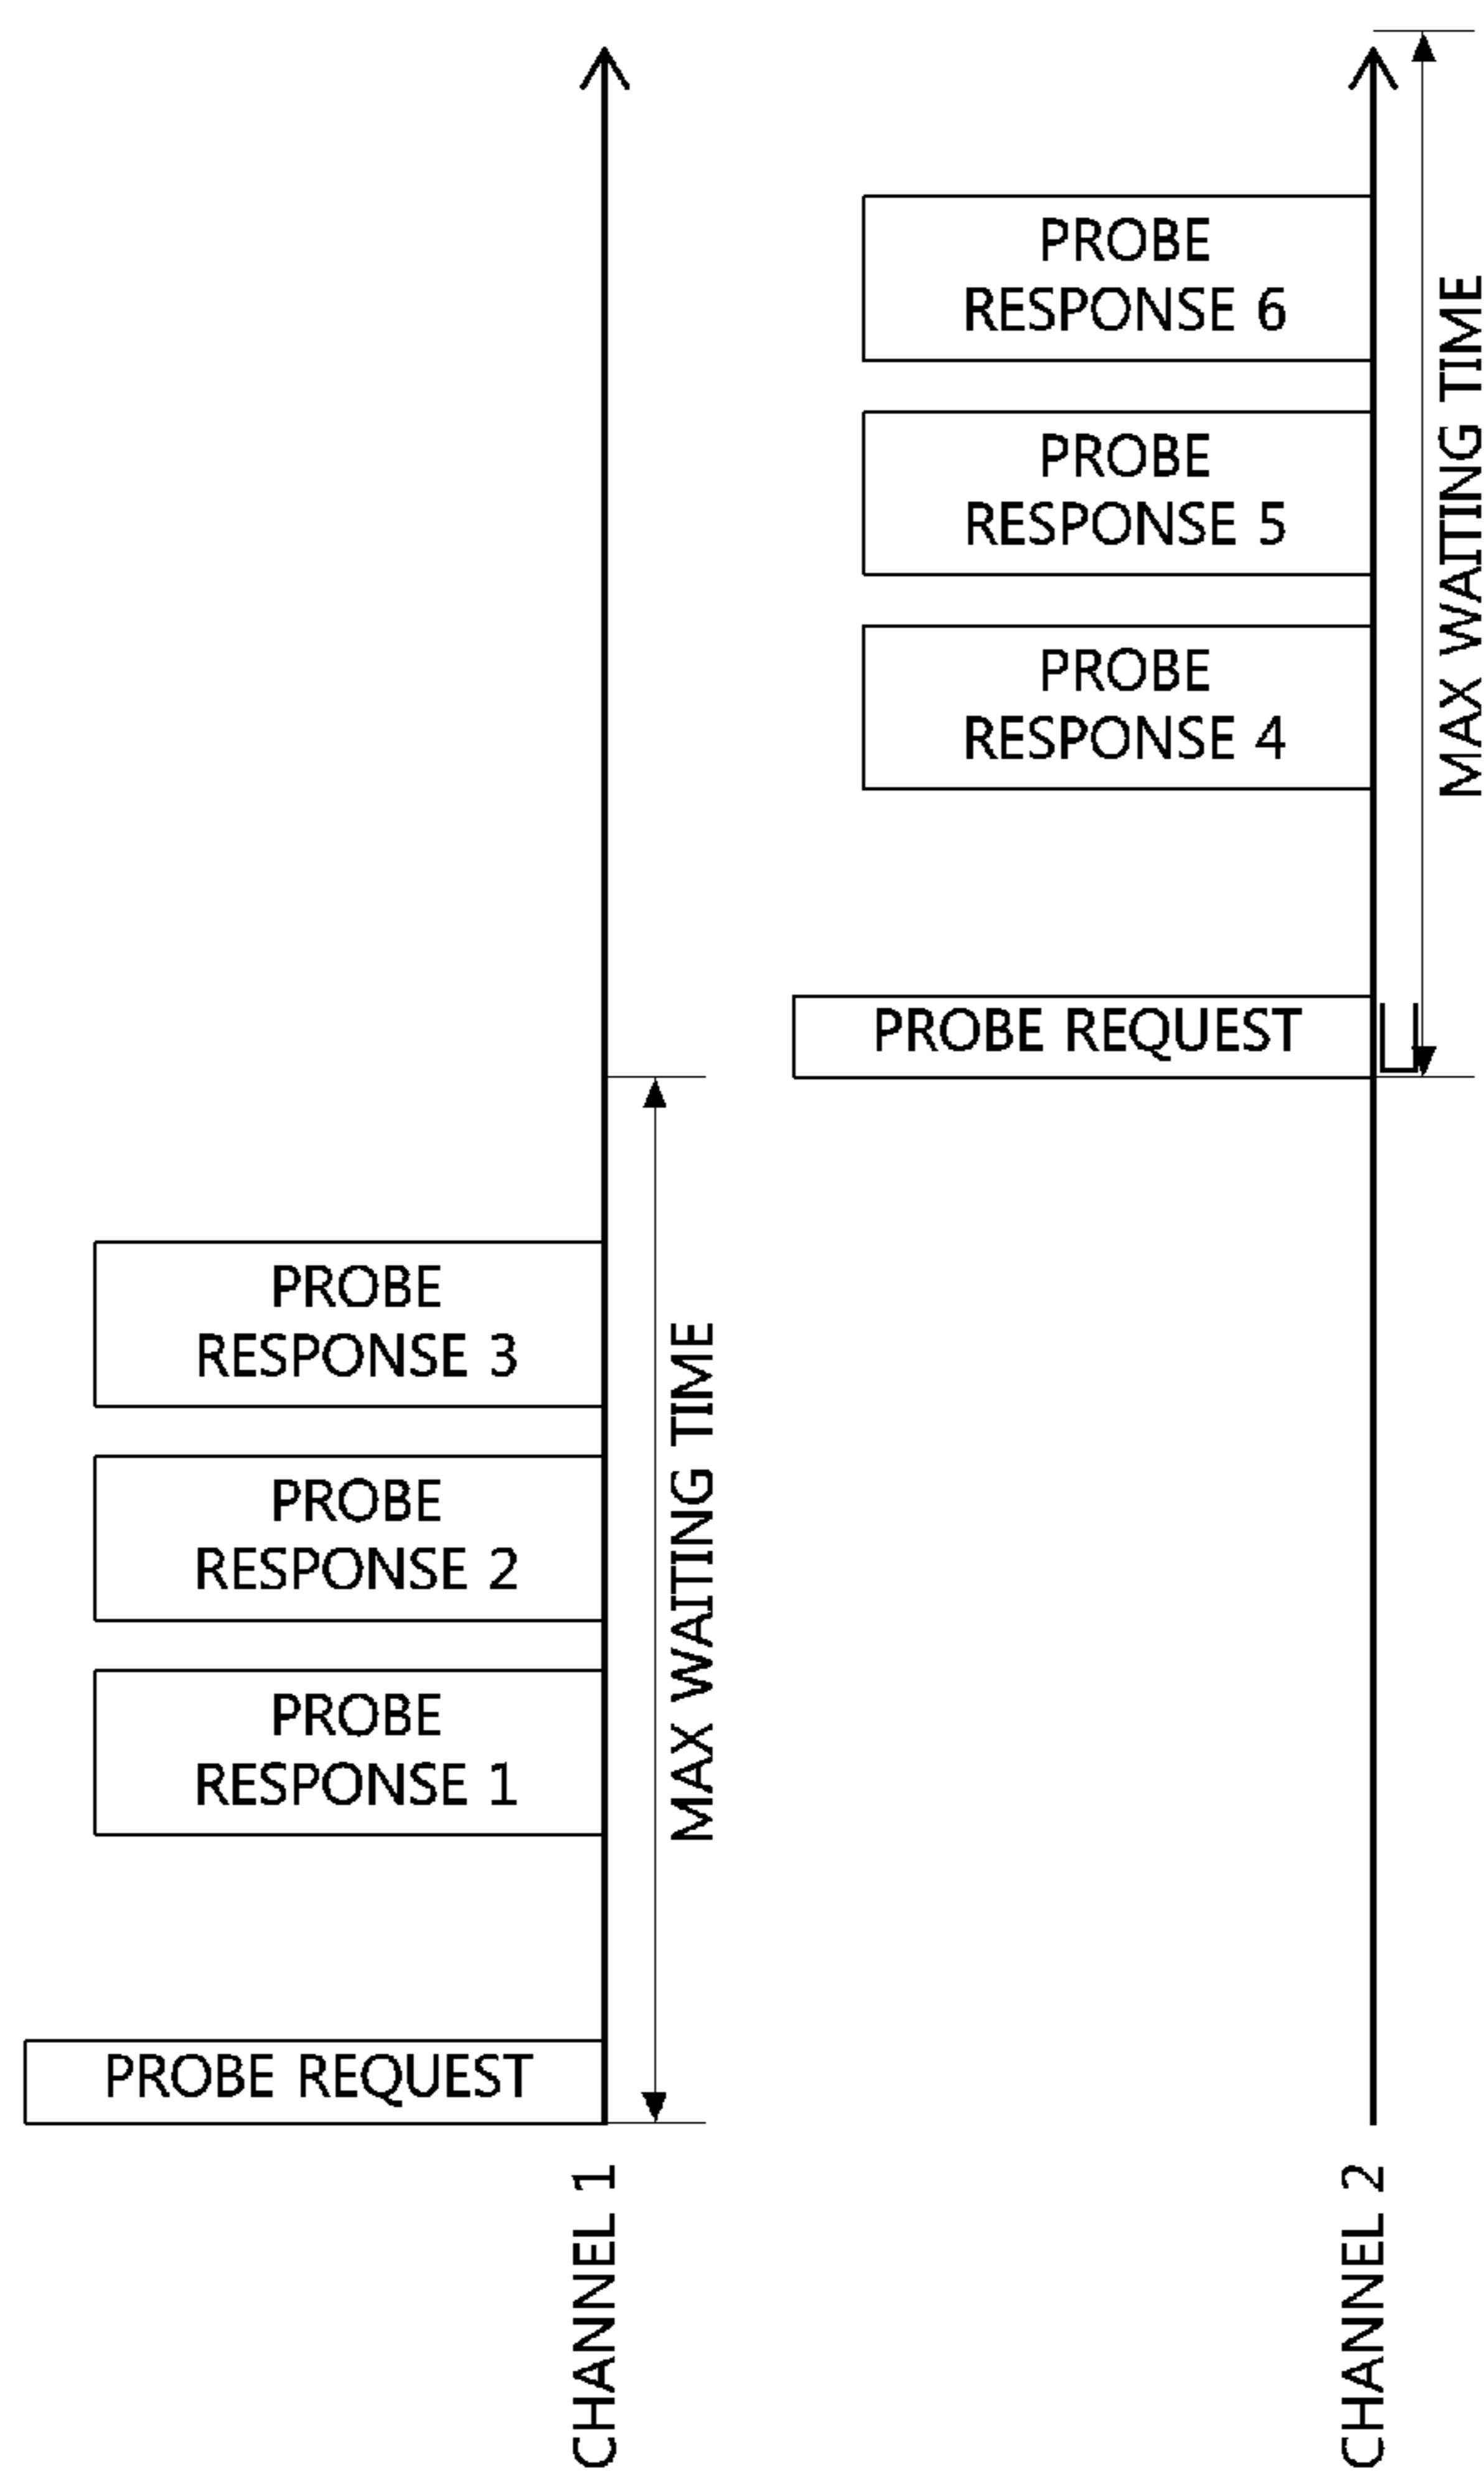 PROBE
RESPONSE 6
PROBE
RESPONSE 5
PROBE
RESPONSE 4
PROBE REQUEST
MAX WAITING TIME
PROBE
RESPONSE 3
PROBE
RESPONSE 2
PROBE
RESPONSE 1
PROBE REQUEST
MAX WAITING TIME
CHANNEL 1
CHANNEL 2